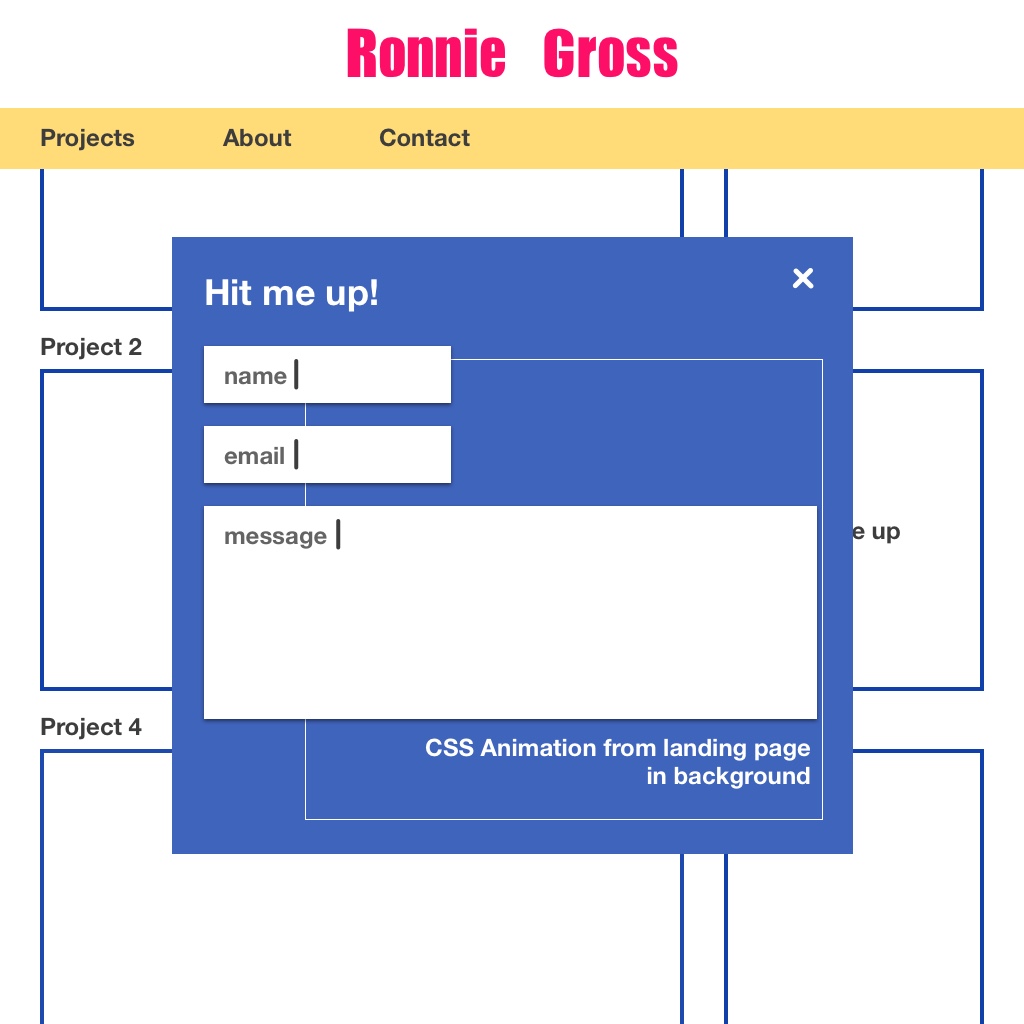 Ronnie Gross
Projects About Contact
Hit me up!
Project 2
name
email
message
e up
Project 4
CSS Animation from landing page
in background